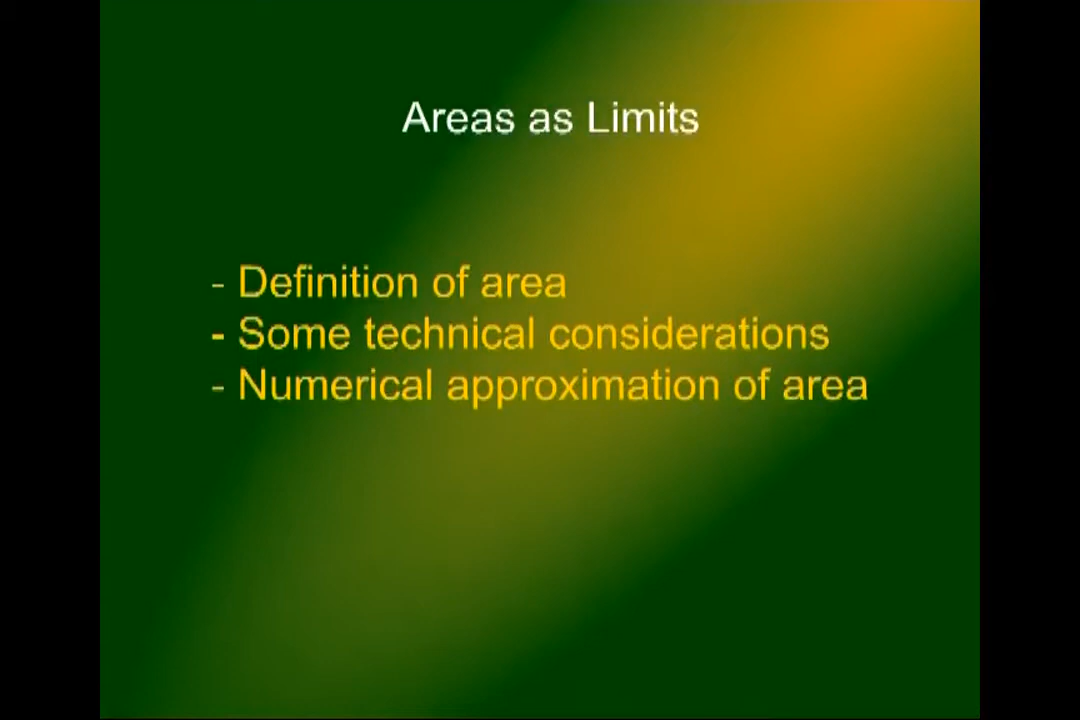 Areas as Limits
- Definition of area
- Some technical considerations
- Numerical approximation of area